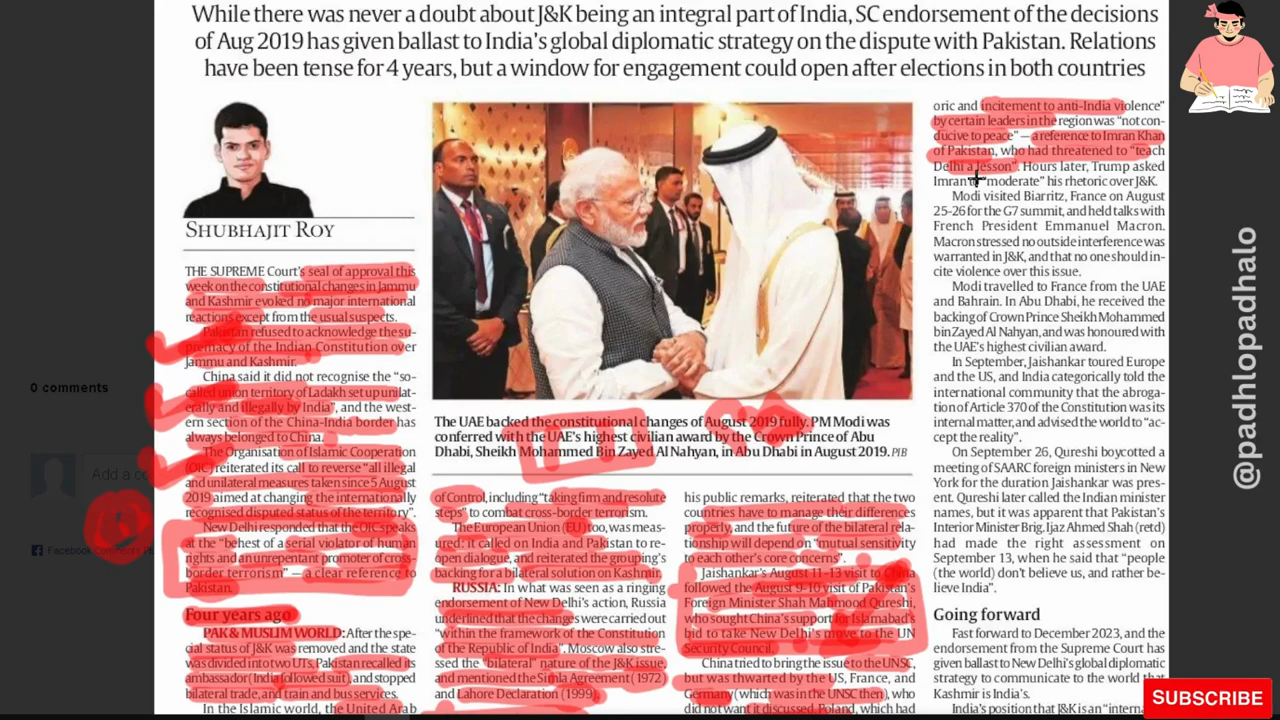 While there was never a doubt about J&K being an integral part of India, SC endorsement of the decisions
of Aug 2019 has given ballast to India's global diplomatic strategy on the dispute with Pakistan. Relations
have been tense for 4 years, but a window for engagement could open after elections in both countries
SHUBHAJIT ROY
THE SUPREME Court's seal of approval this
week on the constitutional changes in Jammu
and Kashmir evoked no major international
reactions except from the usual suspects.
Pakistan refused to acknowledge the su-
premacy of the Indian Constitution over
Jammu and Kashmir.
China said it did not recognise the "so-
called union territory of Ladakh set up unilat-
erally and illegally by India", and the west-
ern section of the China-India border has
always belonged to China.
The Organisation of Islamic Cooperation
(OIC) reiterated its call to reverse "all illegal
and unilateral measures taken since 5 August
2019 aimed at changing the internationally
recognised disputed status of the territory".
New Delhi responded that the OIC speaks
at the "behest of a serial violator of human
rights and an unrepentant promoter of cross
border terrorism" — a clear reference to
Pakistan.
Four years ago
PAK & MUSLIM WORLD: After the spe-
cial status of J&K was removed and the state
was divided into two UTs, Pakistan recalled its
ambassador (India followed suit), and stopped
bilateral trade, and train and bus services.
In the Islamic world, the United Arab
The UAE backed the constitutional changes of August 2019 fully. PM Modi was
conferred with the UAE's highest civilian award by the Crown Prince of Abu
Dhabi, Sheikh Mohammed Bin Zayed Al Nahyan, in Abu Dhabi in August 2019. PIB
of Control, including "taking firm and resolute
steps" to combat cross-border terrorism.
The European Union (EU) too, was meas-
ured: it called on India and Pakistan to re-
open dialogue, and reiterated the grouping's
backing for a bilateral solution on Kashmir.
RUSSIA: In what was seen as a ringing
endorsement of New Delhi's action, Russia
underlined that the changes were carried out
"within the framework of the Constitution
of the Republic of India". Moscow also stre-
ssed the "bilateral" nature of the J&K issue,
and mentioned the Simla Agreement (1972)
and Lahore Declaration (1999).
his public remarks, reiterated that the two
countries have to manage their differences
properly, and the future of the bilateral rela-
tionship will depend on "mutual sensitivity
to each other's core concerns".
Jaishankar's August 11-13 visit to China
followed the August 9-10 visit of Pakistan's
Foreign Minister Shah Mahmood Qureshi,
who sought China's support for Islamabad's
bid to take New Delhi's move to the UN
Security Council.
China tried to bring the issue to the UNSC,
but was thwarted by the US, France, and
Germany (which was in the UNSC then), who
did not want it discussed. Poland, which had
oric and incitement to anti-India violence"
by certain leaders in the region was "not con-
ducive to peace" — a reference to Imran Khan
of Pakistan, who had threatened to "teach
Delhi a lesson". Hours later, Trump asked
Imran to "moderate" his rhetoric over J&K.
Modi visited Biarritz, France on August
25-26 for the G7 summit, and held talks with
French President Emmanuel Macron.
Macron stressed no outside interference was
warranted in J&K, and that no one should in-
cite violence over this issue.
Modi travelled to France from the UAE
and Bahrain. In Abu Dhabi, he received the
backing of Crown Prince Sheikh Mohammed
bin Zayed Al Nahyan, and was honoured with
the UAE's highest civilian award.
In September, Jaishankar toured Europe
and the US, and India categorically told the
international community that the abroga-
tion of Article 370 of the Constitution was its
internal matter, and advised the world to "ac-
cept the reality".
On September 26, Qureshi boycotted a
meeting of SAARC foreign ministers in New
York for the duration Jaishankar was pres-
ent. Qureshi later called the Indian minister
names, but it was apparent that Pakistan's
Interior Minister Brig. Ijaz Ahmed Shah (retd)
had made the right assessment on
September 13, when he said that "people
(the world) don't believe us, and rather be-
lieve India".
Going forward
Fast forward to December 2023, and the
endorsement from the Supreme Court has
given ballast to New Delhi's global diplomatic
strategy to communicate to the world that
Kashmir is India's.
India's position that J&K is an
0 comments
Add a co
Facebook Comments
@padhlopadhalo
SUBSCRIBE